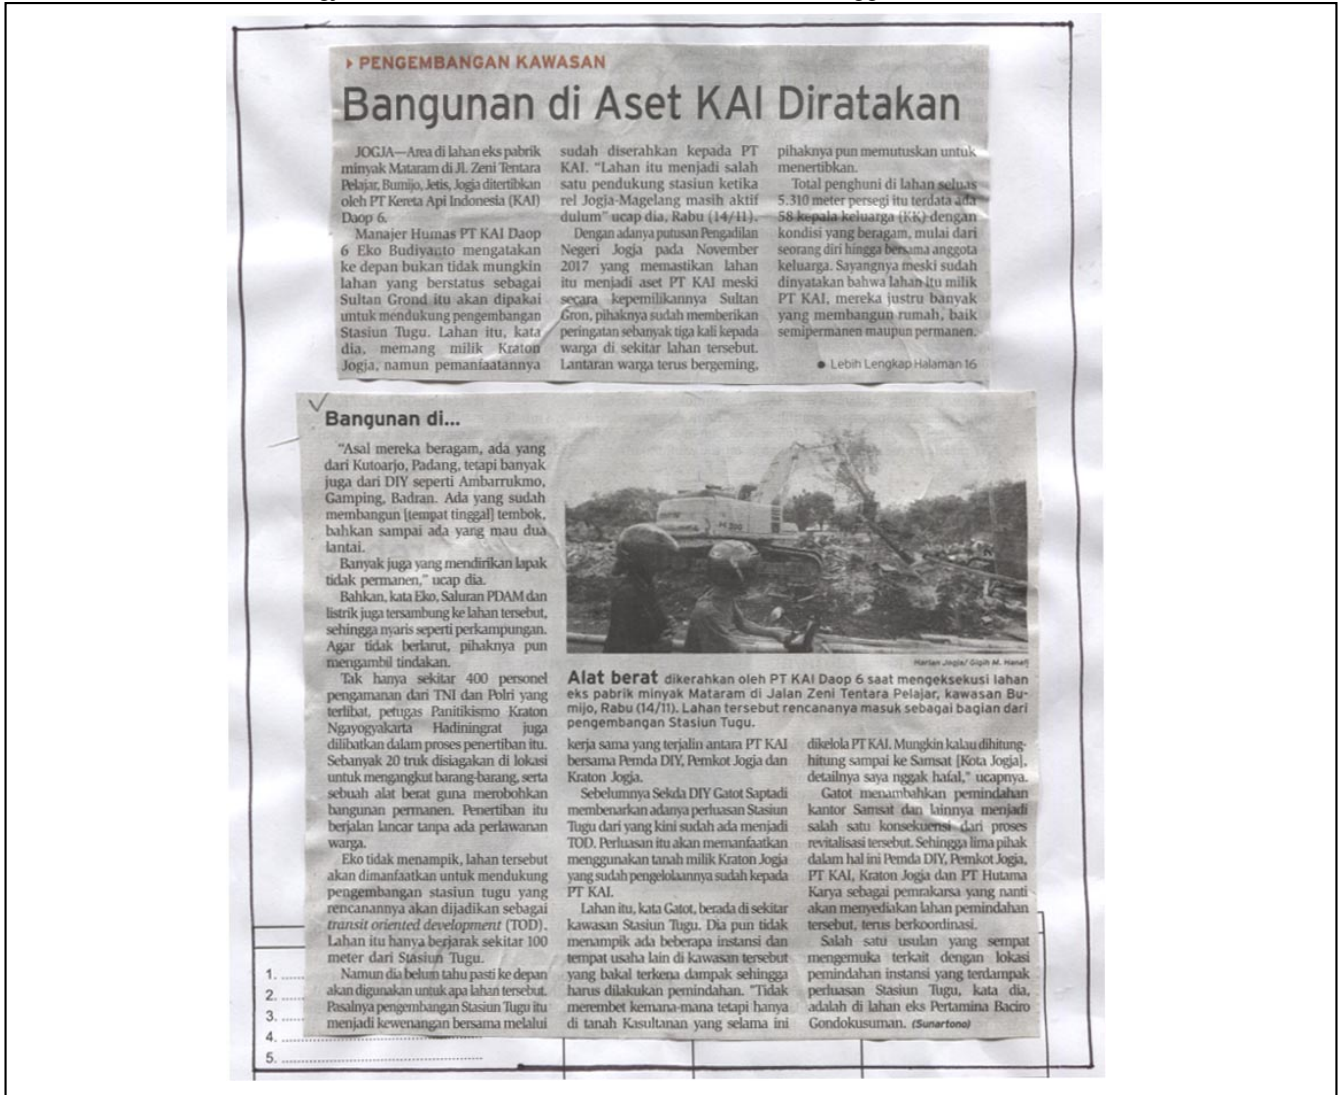 PENGEMBANGAN KAWASAN
Bangunan di Aset KAI Diratakan
JOGJA—Area di lahan eks pabrik
minyak Mataram di Jl. Zeni Tentara
Pelajar, Bumijo, Jetis, Jogja ditertibkan
oleh PT Kereta Api Indonesia (KAI)
Daop 6.
Manajer Humas PT KAI Daop
6 Eko Budiyanto mengatakan
ke depan bukan tidak mungkin
lahan yang berstatus sebagai
Sultan Grond itu akan dipakai
untuk mendukung pengembangan
Stasiun Tugu. Lahan itu, kata
dia, memang milik Kraton
Jogja, namun pemanfaatannya
sudah diserahkan kepada PT
KAI. “Lahan itu menjadi salah
satu pendukung stasiun ketika
rel Jogja-Magelang masih aktif
dulum” ucap dia, Rabu (14/11).
Dengan adanya putusan Pengadilan
Negeri Jogja pada November
2017 yang memastikan lahan
itu menjadi aset PT KAI meski
secara kepemilikannya Sultan
Gron, pihaknya sudah memberikan
peringatan sebanyak tiga kali kepada
warga di sekitar lahan tersebut.
Lantaran warga terus bergeming,
pihaknya pun memutuskan untuk
menertibkan.
Total penghuni di lahan seluas
5.310 meter persegi itu terdata ada
58 kepala keluarga (KK) dengan
kondisi yang beragam, mulai dari
seorang diri hingga bersama anggota
keluarga. Sayangnya meski sudah
dinyatakan bahwa lahan itu milik
PT KAI, mereka justru banyak
yang membangun rumah, baik
semipermanen maupun permanen.
● Lebih Lengkap Halaman 16
Bangunan di...
“Asal mereka beragam, ada yang
dari Kutoarjo, Padang, tetapi banyak
juga dari DIY seperti Ambarrukmo,
Gamping, Badran. Ada yang sudah
membangun [tempat tinggal] tembok,
bahkan sampai ada yang mau dua
lantai.
Banyak juga yang mendirikan lapak
tidak permanen,” ucap dia.
Bahkan, kata Eko, Saluran PDAM dan
listrik juga tersambung ke lahan tersebut,
sehingga nyaris seperti perkampungan.
Agar tidak berlarut, pihaknya pun
mengambil tindakan.
Tak hanya sekitar 400 personel
pengamanan dari TNI dan Polri yang
terlibat, petugas Panitikismo Kraton
Ngayogyakarta Hadiningrat juga
dilibatkan dalam proses penertiban itu.
Sebanyak 20 truk disiagakan di lokasi
untuk mengangkut barang-barang, serta
sebuah alat berat guna merobohkan
bangunan permanen. Penertiban itu
berjalan lancar tanpa ada perlawanan
warga.
Eko tidak menampik, lahan tersebut
akan dimanfaatkan untuk mendukung
pengembangan stasiun tugu yang
rencanannya akan dijadikan sebagai
transit oriented development (TOD).
Lahan itu hanya berjarak sekitar 100
meter dari Stasiun Tugu.
Namun dia belum tahu pasti ke depan
akan digunakan untuk apa lahan tersebut.
Pasalnya pengembangan Stasiun Tugu itu
menjadi kewenangan bersama melalui
Harian Jogja/ Gigih M. Hanafi
Alat berat dikerahkan oleh PT KAI Daop 6 saat mengeksekusi lahan
eks pabrik minyak Mataram di Jalan Zeni Tentara Pelajar, kawasan Bu-
mijo, Rabu (14/11). Lahan tersebut rencananya masuk sebagai bagian dari
pengembangan Stasiun Tugu.
kerja sama yang terjalin antara PT KAI
bersama Pemda DIY, Pemkot Jogja dan
Kraton Jogja.
Sebelumnya Sekda DIY Gatot Saptadi
membenarkan adanya perluasan Stasiun
Tugu dari yang kini sudah ada menjadi
TOD. Perluasan itu akan memanfaatkan
menggunakan tanah milik Kraton Jogja
yang sudah pengelolaannya sudah kepada
PT KAI.
Lahan itu, kata Gatot, berada di sekitar
kawasan Stasiun Tugu. Dia pun tidak
menampik ada beberapa instansi dan
tempat usaha lain di kawasan tersebut
yang bakal terkena dampak sehingga
harus dilakukan pemindahan. "Tidak
merembet kemana-mana tetapi hanya
di tanah Kasultanan yang selama ini
dikelola PT KAI. Mungkin kalau dihitung-
hitung sampai ke Samsat [Kota Jogja],
detailnya saya nggak hafal," ucapnya.
Gatot menambahkan pemindahan
kantor Samsat dan lainnya menjadi
salah satu konsekuensi dari proses
revitalisasi tersebut. Sehingga lima pihak
dalam hal ini Pemda DIY, Pemkot Jogja,
PT KAI, Kraton Jogja dan PT Hutama
Karya sebagai pemrakarsa yang nanti
akan menyediakan lahan pemindahan
tersebut, terus berkoordinasi.
Salah satu usulan yang sempat
mengemuka terkait dengan lokasi
pemindahan instansi yang terdampak
perluasan Stasiun Tugu, kata dia,
adalah di lahan eks Pertamina Baciro
Gondokusuman. (Sunartono)
1. ......
2. ......
3. ......
4. ......
5. ......